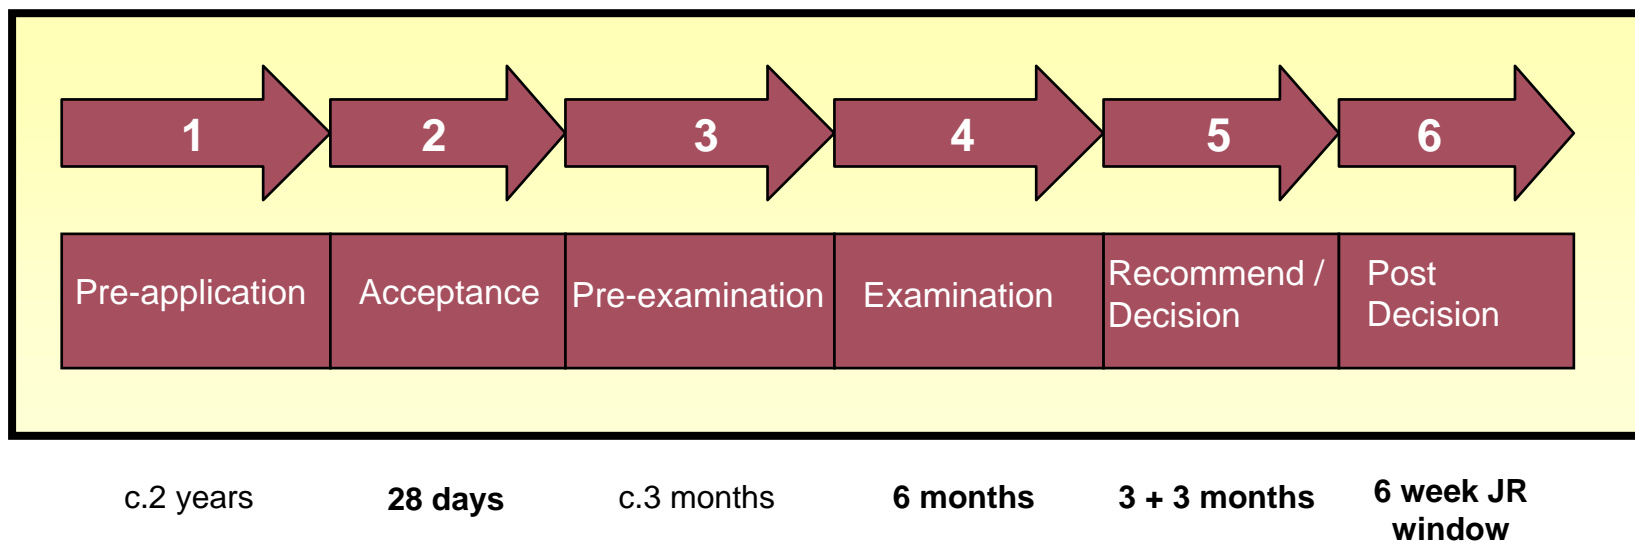 1 2 3 4 5 6
Pre-application
Acceptance
Pre-examination
Examination
Recommend /
Decision
Post
Decision
c.2 years
28 days
c.3 months
6 months
3 + 3 months
6 week JR
window